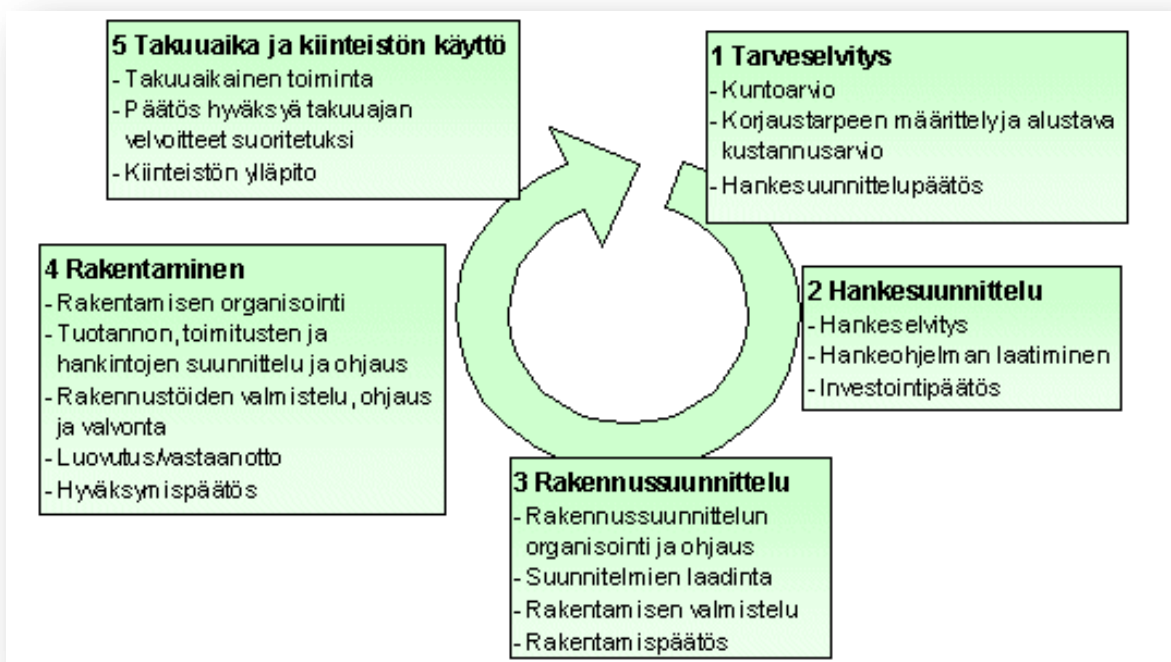 1 Tarveselvitys
- Kuntoarvio
- Korjaustarpeen määrittely ja alustava
kustannusarvio
- Hankesuunnittelupäätös
2 Hankesuunnittelu
- Hankeselvitys
- Hankeohjelman laatiminen
- Investointipäätös
3 Rakennussuunnittelu
- Rakennussuunnittelun
organisointi ja ohjaus
- Suunnitelmien laadinta
- Rakentamisen valmistelu
- Rakentamispäätös
4 Rakentaminen
- Rakentamisen organisointi
- Tuotannon, toimitusten ja
hankintojen suunnittelu ja ohjaus
- Rakennustöiden valmistelu, ohjaus
ja valvonta
- Luovutus/vastaanotto
- Hyväksymispäätös
5 Takuuaika ja kiinteistön käyttö
- Takuuaikainen toiminta
- Päätös hyväksyä takuuajan
velvoitteet suoritetuksi
- Kiinteistön ylläpito